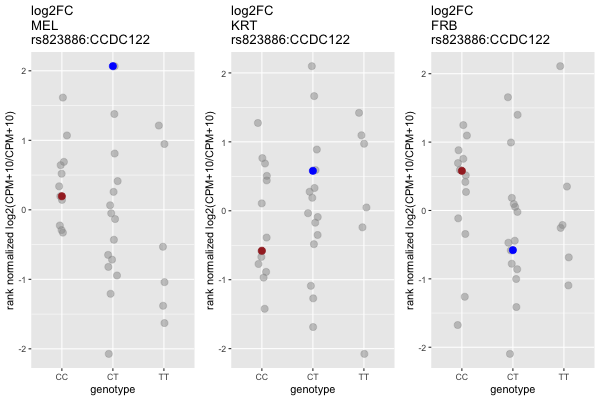 log2FC
MEL
rs823886:CCDC122
rank normalized log2(CPM+10/CPM+10)
2
1
0
-1
-2
CC
CT
TT
genotype
log2FC
KRT
rs823886:CCDC122
rank normalized log2(CPM+10/CPM+10)
2
1
0
-1
-2
CC
CT
TT
genotype
log2FC
FRB
rs823886:CCDC122
rank normalized log2(CPM+10/CPM+10)
2
1
0
-1
-2
CC
CT
TT
genotype